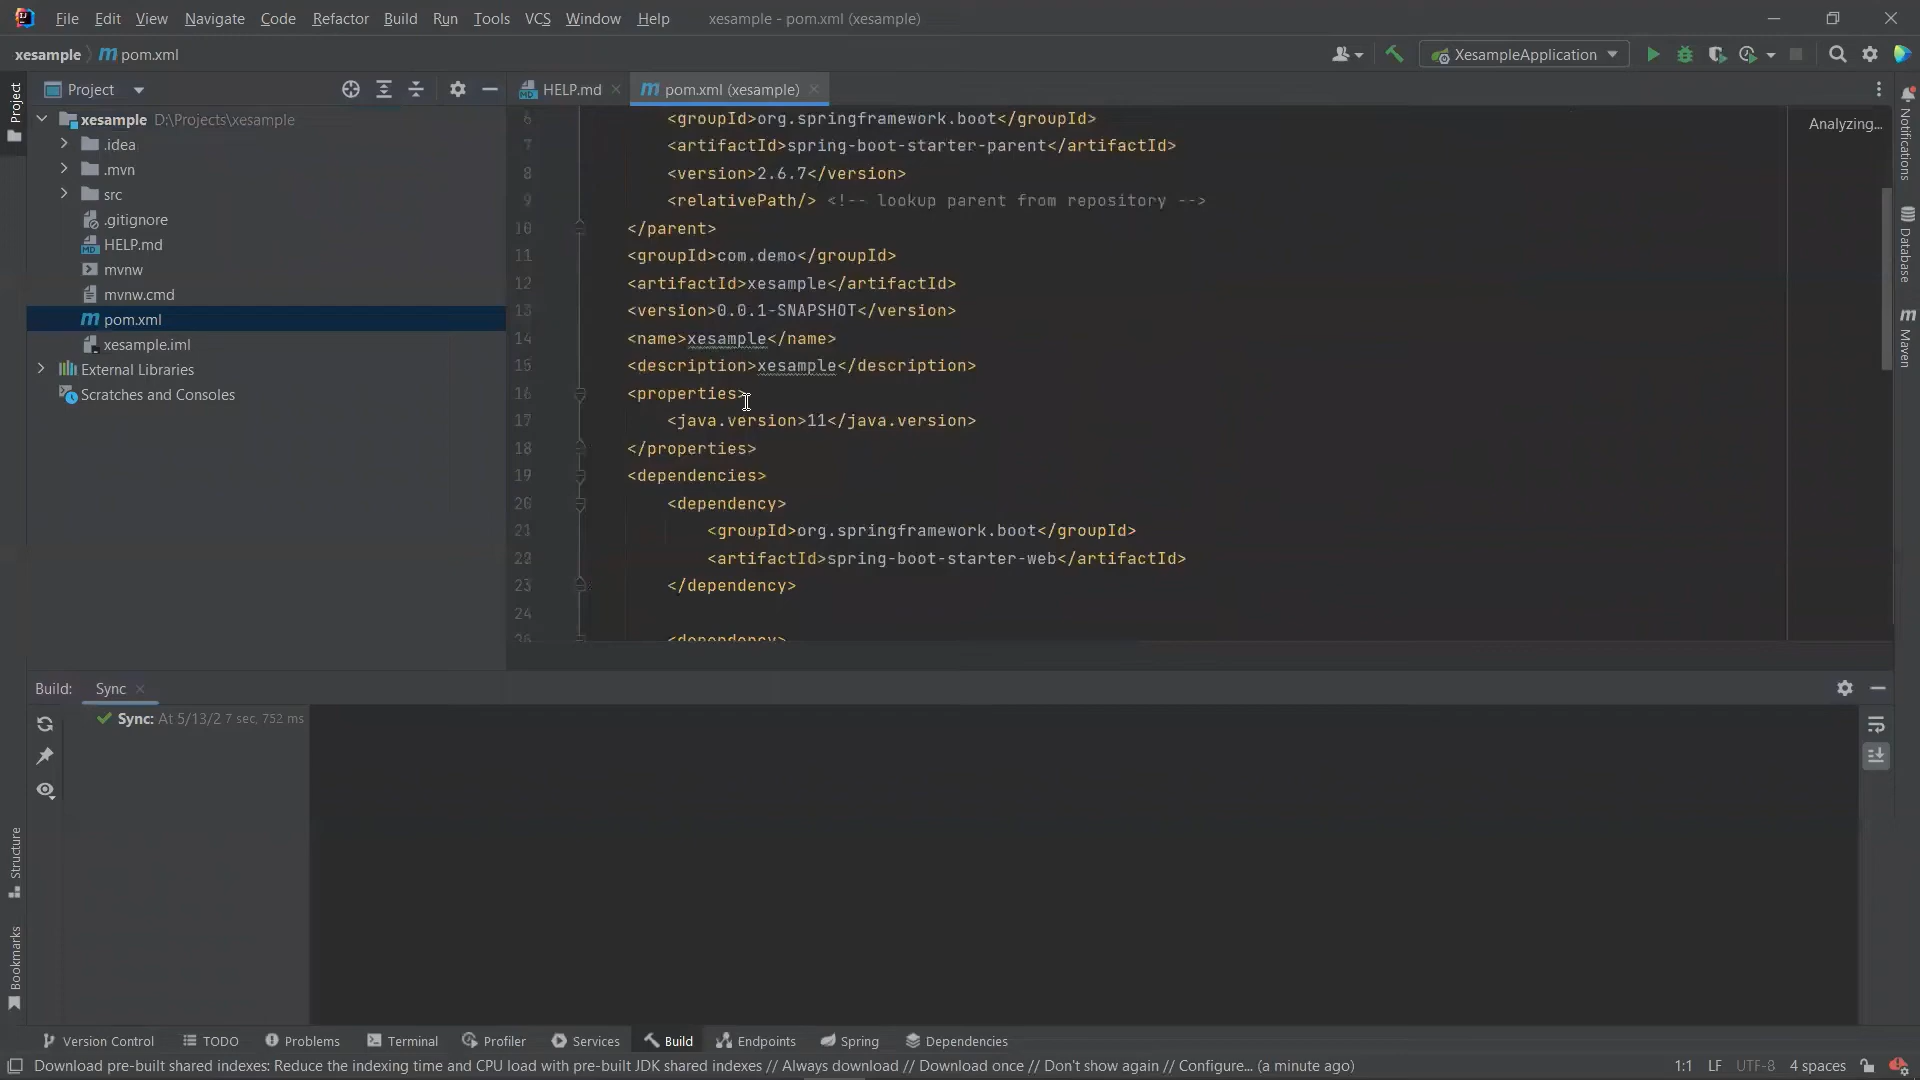 File Edit View Navigate Code Refactor Build Run Tools VCS Window Help xesample - pom.xml (xesample)
xesample pom.xml XesampleApplication
Project HELP.md pom.xml (xesample)
Project
xesample D:\Projects\xesample
.idea
.mvn
src
.gitignore
HELP.md
mvnw
mvnw.cmd
pom.xml
xesample.iml
External Libraries
Scratches and Consoles
Analyzing...
6 <groupId>org.springframework.boot</groupId>
7 <artifactId>spring-boot-starter-parent</artifactId>
8 <version>2.6.7</version>
9 <relativePath/> <!-- lookup parent from repository -->
10 </parent>
11 <groupId>com.demo</groupId>
12 <artifactId>xesample</artifactId>
13 <version>0.0.1-SNAPSHOT</version>
14 <name>xesample</name>
15 <description>xesample</description>
16 <properties>
17 <java.version>11</java.version>
18 </properties>
19 <dependencies>
20 <dependency>
21 <groupId>org.springframework.boot</groupId>
22 <artifactId>spring-boot-starter-web</artifactId>
23 </dependency>
24
<dependency>
Notifications
Database
Maven
Build: Sync
Sync: At 5/13/2 7 sec, 752 ms
Structure
Bookmarks
Version Control TODO Problems Terminal Profiler Services Build Endpoints Spring Dependencies
Download pre-built shared indexes: Reduce the indexing time and CPU load with pre-built JDK shared indexes // Always download // Download once // Don't show again // Configure... (a minute ago) 1:1 LF UTF-8 4 spaces